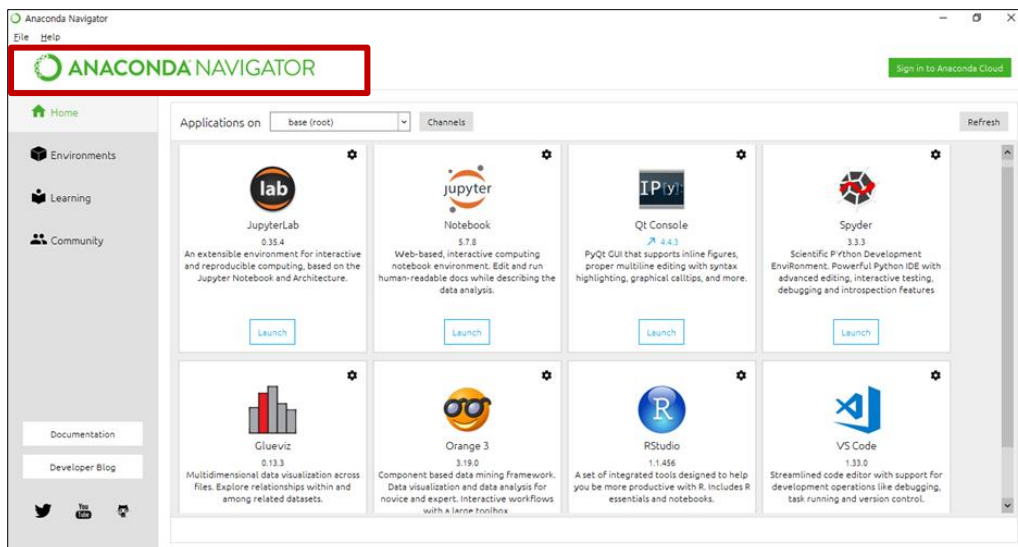 Anaconda Navigator
File Help
ANACONDA NAVIGATOR
Sign in to Anaconda Cloud
Home
Environments
Learning
Community
Documentation
Developer Blog
You
Tube
Applications on base (root) Channels Refresh
lab
JupyterLab
0.35.4
An extensible environment for interactive
and reproducible computing, based on the
Jupyter Notebook and Architecture.
Launch
jupyter
Notebook
5.7.8
Web-based, interactive computing
notebook environment. Edit and run
human-readable docs while describing the
data analysis.
Launch
IP[y]:
Qt Console
4.4.3
PyQt GUI that supports inline figures,
proper multiline editing with syntax
highlighting, graphical calltips, and more.
Launch
Spyder
3.3.3
Scientific PYthon Development
EnviRonment. Powerful Python IDE with
advanced editing, interactive testing,
debugging and introspection features
Launch
Glueviz
0.13.3
Multidimensional data visualization across
files. Explore relationships within and
among related datasets.
Orange 3
3.19.0
Component based data mining framework.
Data visualization and data analysis for
novice and expert. Interactive workflows
with a large toolbox.
R
RStudio
1.1.456
A set of integrated tools designed to help
you be more productive with R. Includes R
essentials and notebooks.
VS Code
1.33.0
Streamlined code editor with support for
development operations like debugging,
task running and version control.